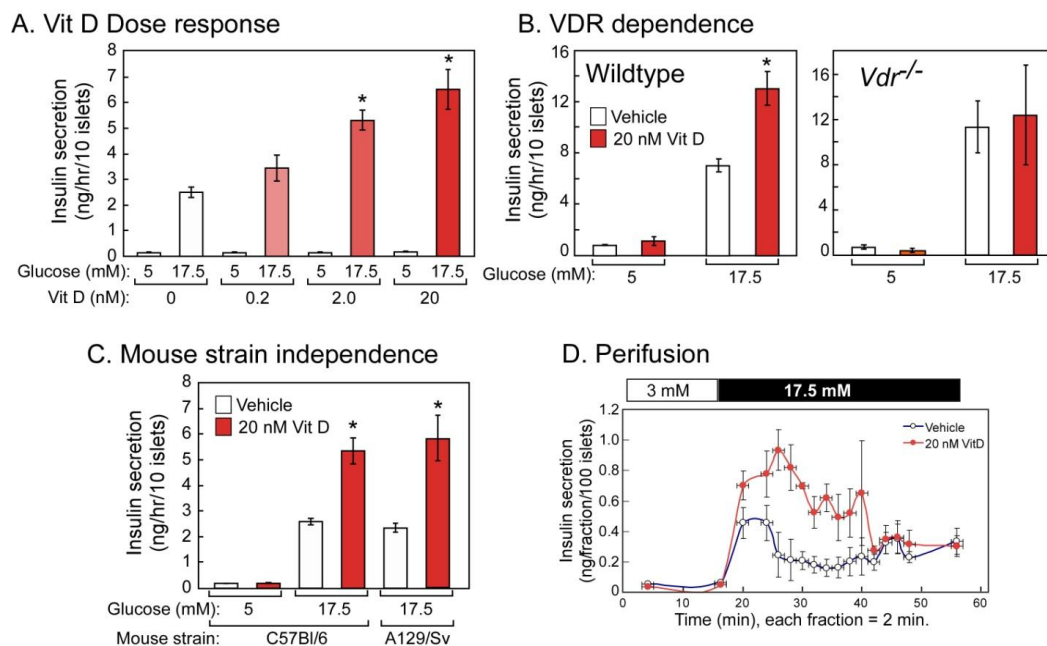 A. Vit D Dose response
Insulin secretion
(ng/hr/10 islets)
8
7
6
5
4
3
2
1
0
* *
Glucose (mM): 5 17.5 5 17.5 5 17.5 5 17.5
Vit D (nM): 0 0.2 2.0 20
B. VDR dependence
Insulin secretion
(ng/hr/10 islets)
16
12
8
4
0
Wildtype
*
Vehicle
20 nM Vit D
Glucose (mM): 5 17.5
Vdr-/-
16
12
8
4
0
5 17.5
C. Mouse strain independence
Insulin secretion
(ng/hr/10 islets)
8
7
6
5
4
3
2
1
0
Vehicle
20 nM Vit D
* *
Glucose (mM): 5 17.5 17.5
Mouse strain: C57Bl/6 A129/Sv
D. Perifusion
3 mM 17.5 mM
Insulin secretion
(ng/fraction/100 islets)
1.2
1.0
0.8
0.6
0.4
0.2
0
Vehicle
20 nM VitD
0 10 20 30 40 50 60
Time (min), each fraction = 2 min.